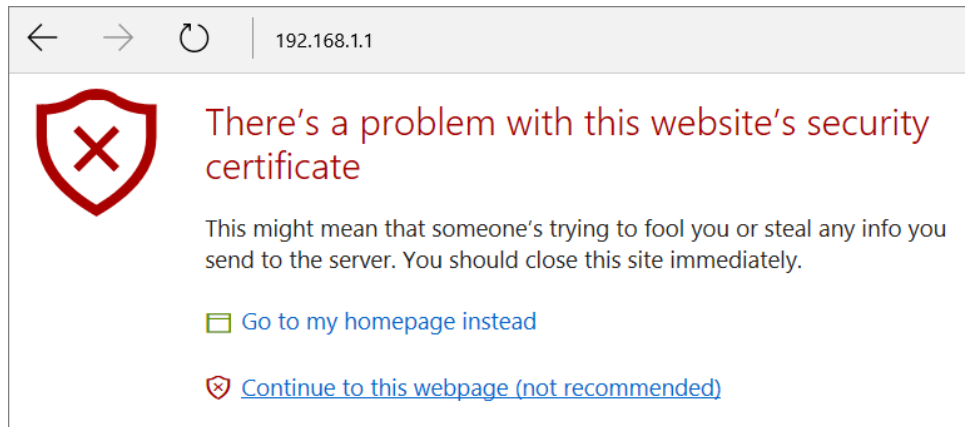 192.168.1.1
There's a problem with this website's security
certificate
This might mean that someone's trying to fool you or steal any info you
send to the server. You should close this site immediately.
Go to my homepage instead
Continue to this webpage (not recommended)